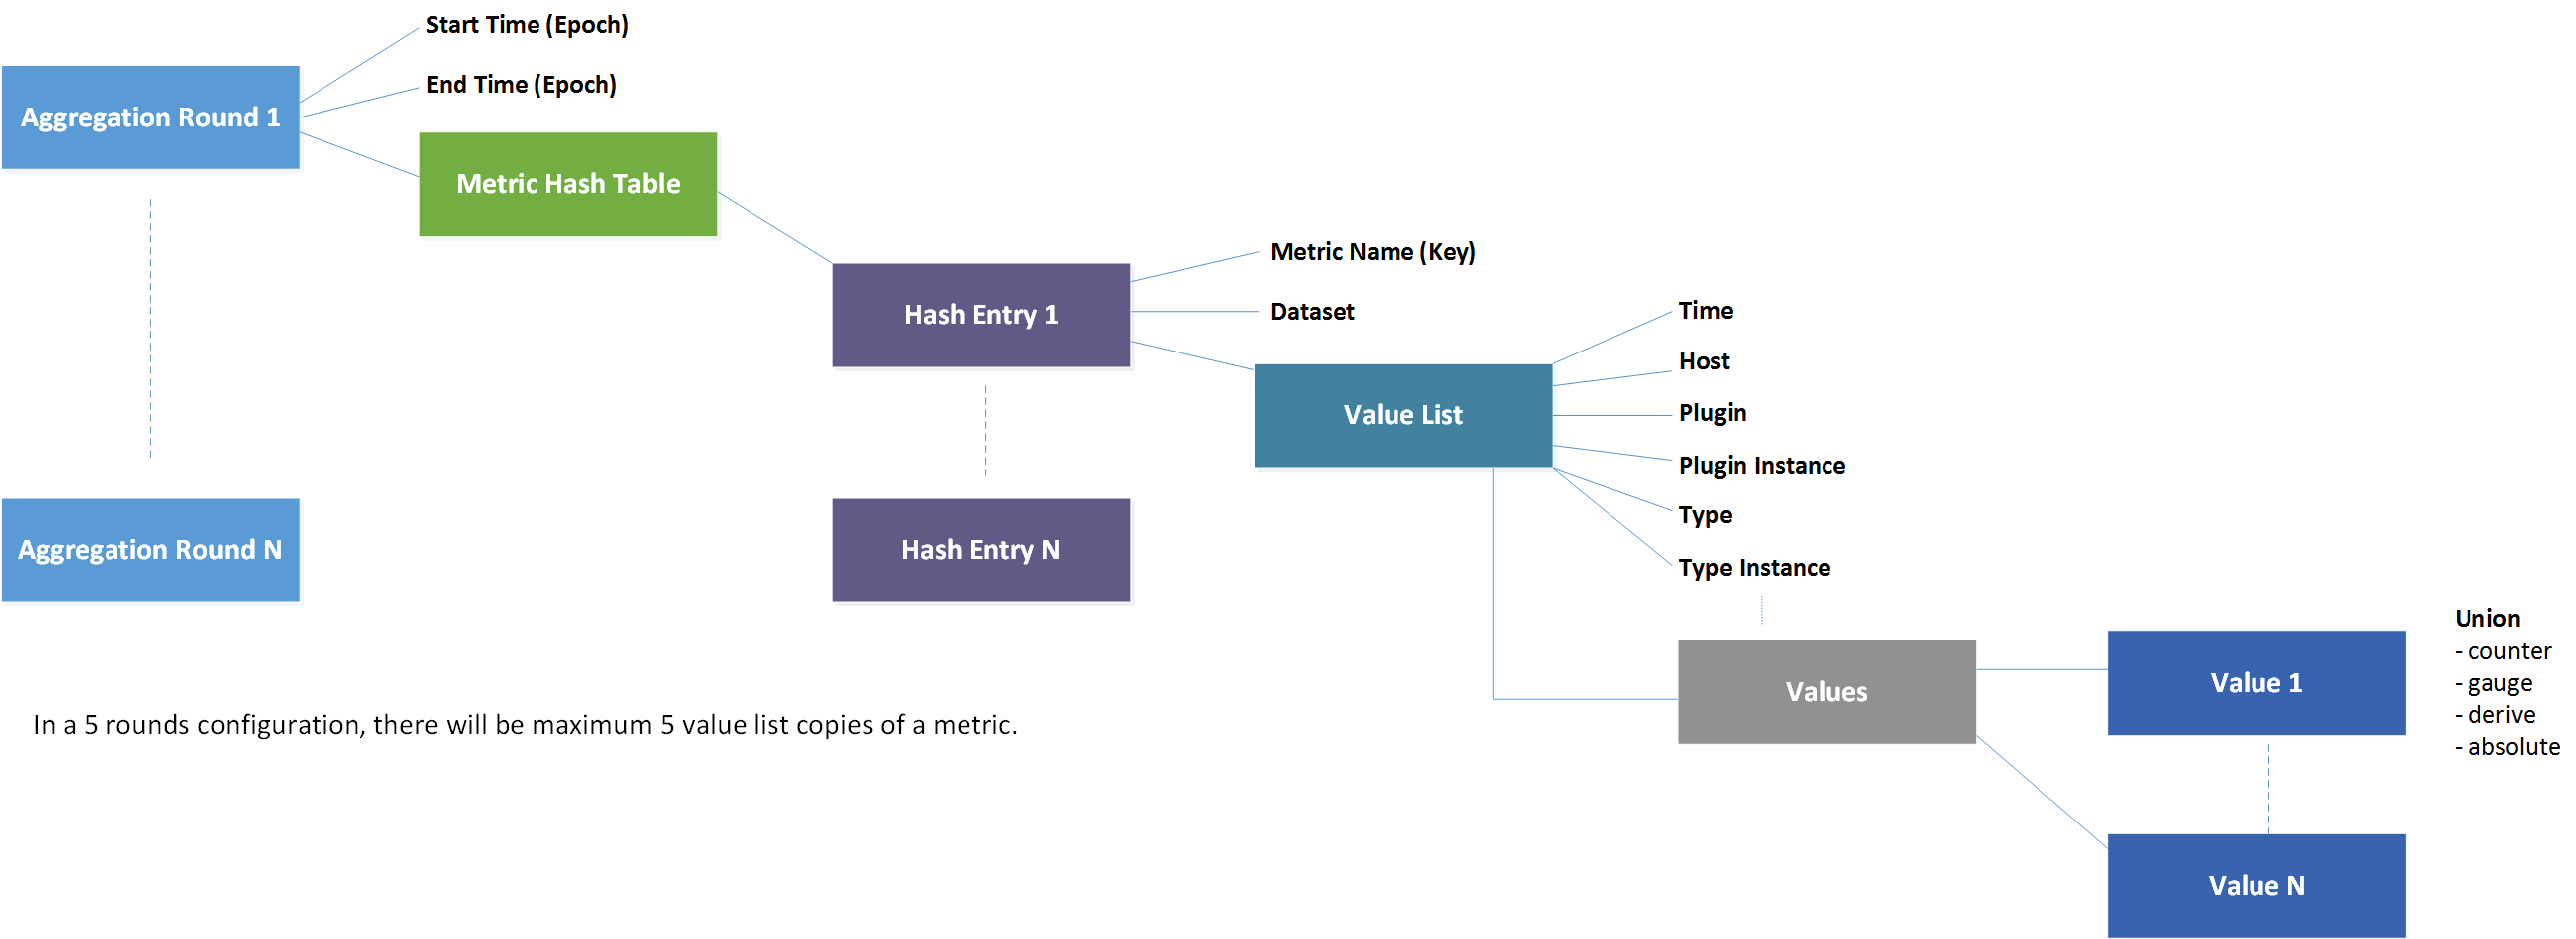 Start Time (Epoch)
End Time (Epoch)
Aggregation Round 1
Metric Hash Table
Metric Name (Key)
Hash Entry 1
Dataset
Time
Host
Value List
Plugin
Plugin Instance
Type
Aggregation Round N
Hash Entry N
Type Instance
Union
- counter
- gauge
- derive
- absolute
Values
Value 1
In a 5 rounds configuration, there will be maximum 5 value list copies of a metric.
Value N